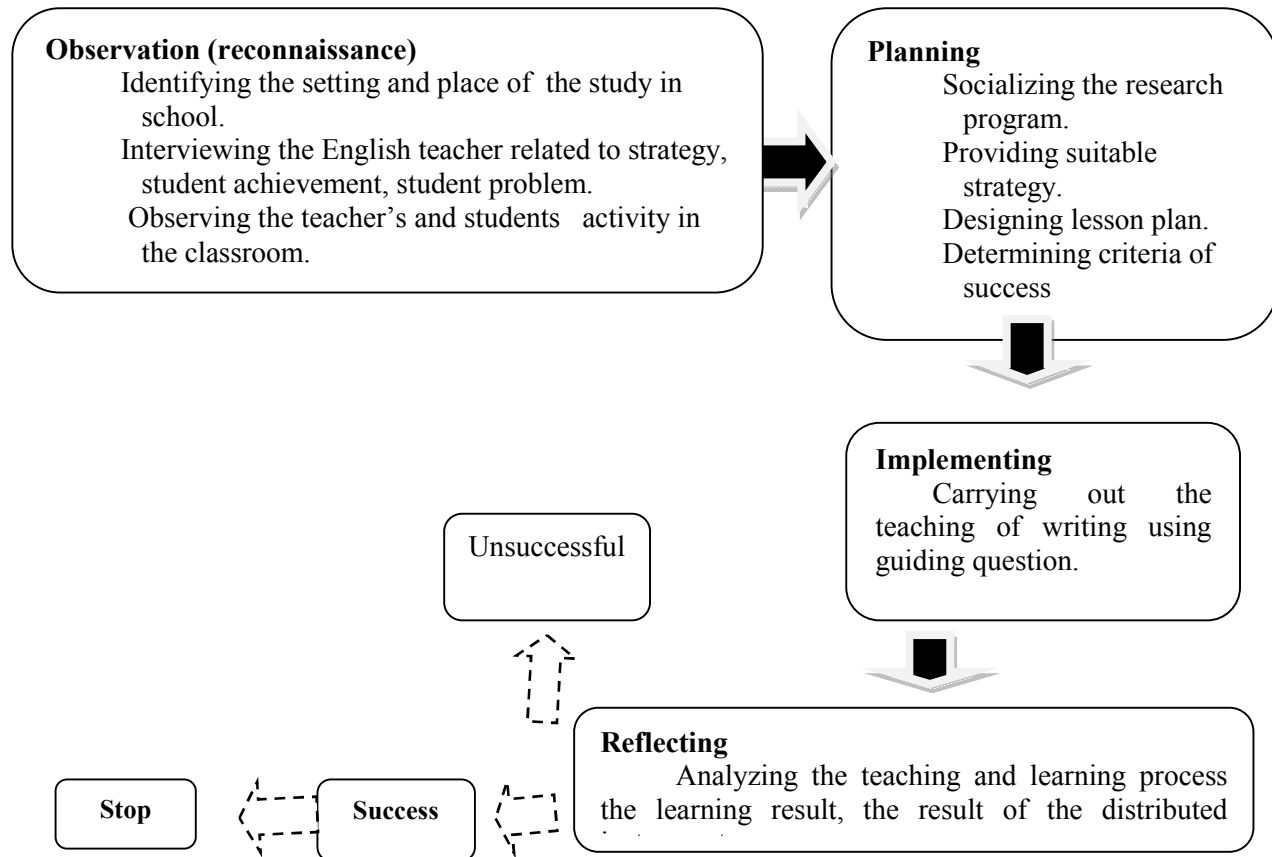 Observation (reconnaissance)
Identifying the setting and place of the study in
school.
Interviewing the English teacher related to strategy,
student achievement, student problem.
Observing the teacher's and students activity in
the classroom.
Planning
Socializing the research
program.
Providing suitable
strategy.
Designing lesson plan.
Determining criteria of
success
Implementing
Carrying out the
teaching of writing using
guiding question.
Unsuccessful
Reflecting
Analyzing the teaching and learning process
the learning result, the result of the distributed
Success
Stop